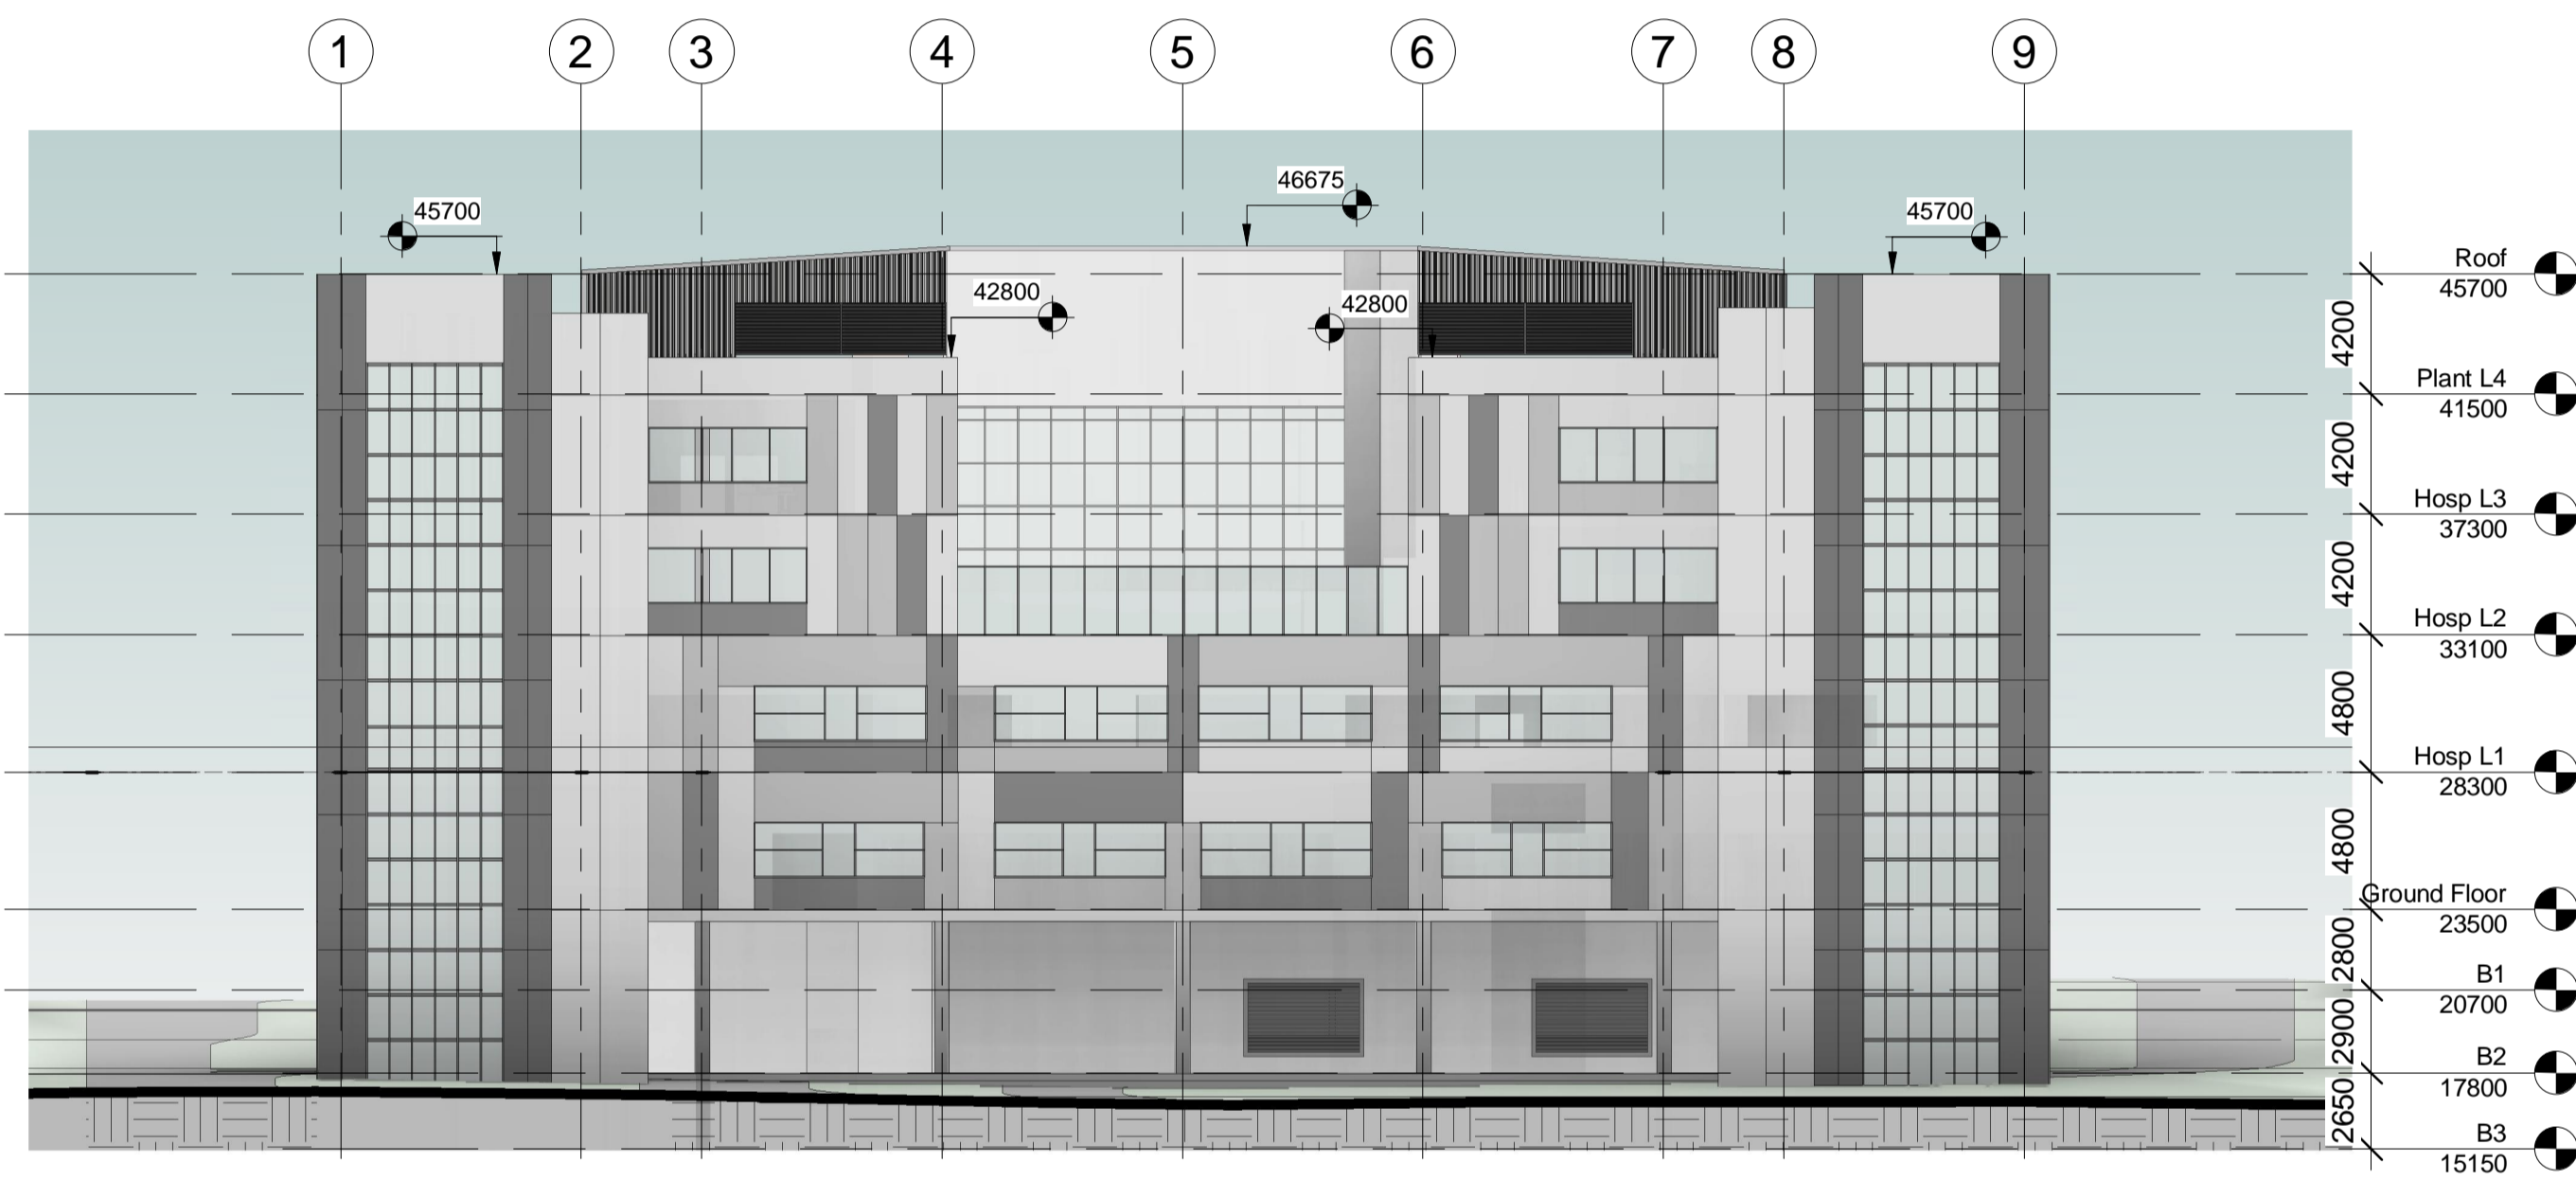 1 2 3 4 5 6 7 8 9
46675
45700 45700
42800 42800
Roof
45700
4200
Plant L4
41500
4200
Hosp L3
37300
4200
Hosp L2
33100
4800
Hosp L1
28300
4800
Ground Floor
23500
2800
B1
20700
2900
B2
17800
2650
B3
15150